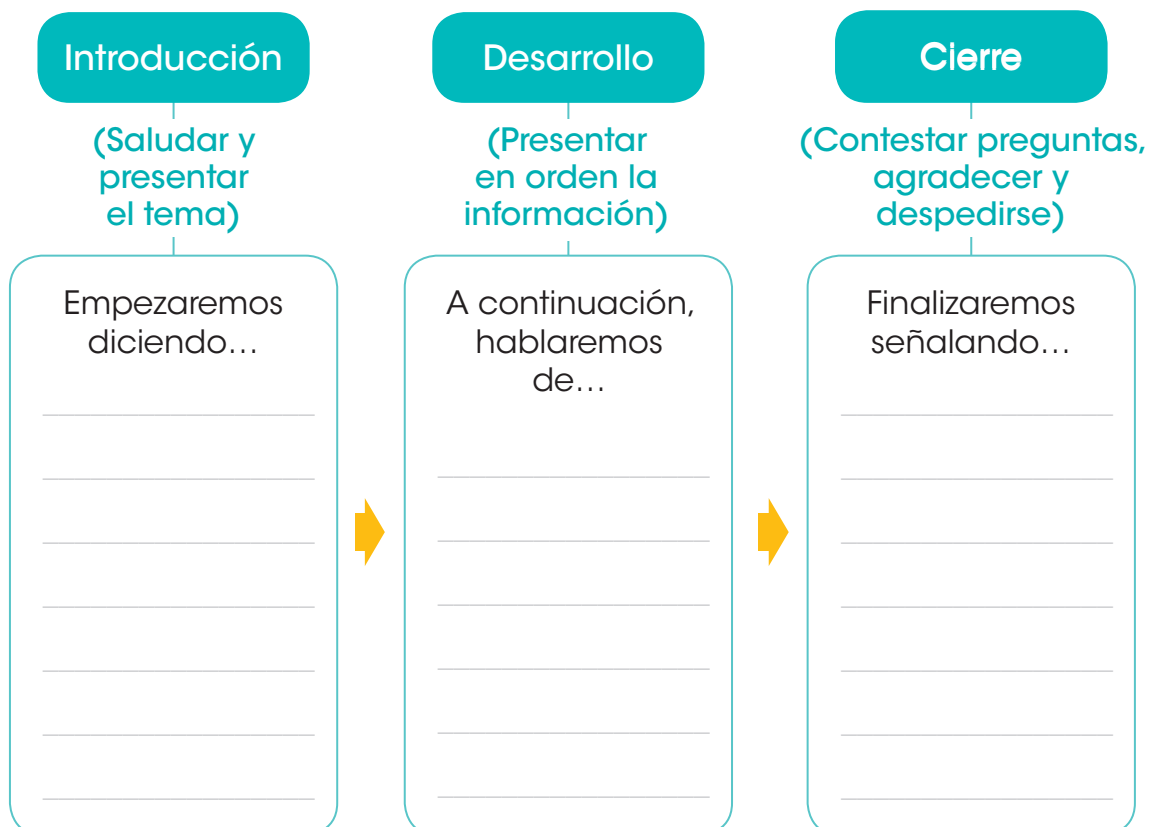 Introducción
(Saludar y
presentar
el tema)
Empezaremos
diciendo…
Desarrollo
(Presentar
en orden la
información)
A continuación,
hablaremos
de…
Cierre
(Contestar preguntas,
agradecer y
despedirse)
Finalizaremos
señalando…